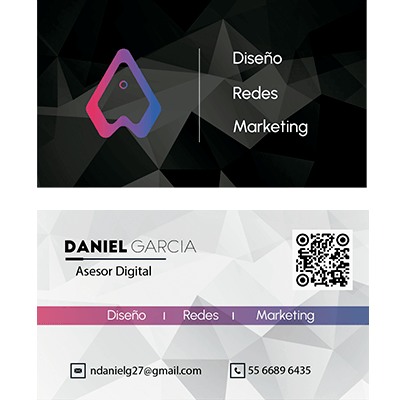 Diseño
Redes
Marketing
DANIEL GARCIA
Asesor Digital
Diseño | Redes | Marketing
ndanielg27@gmail.com 55 6689 6435